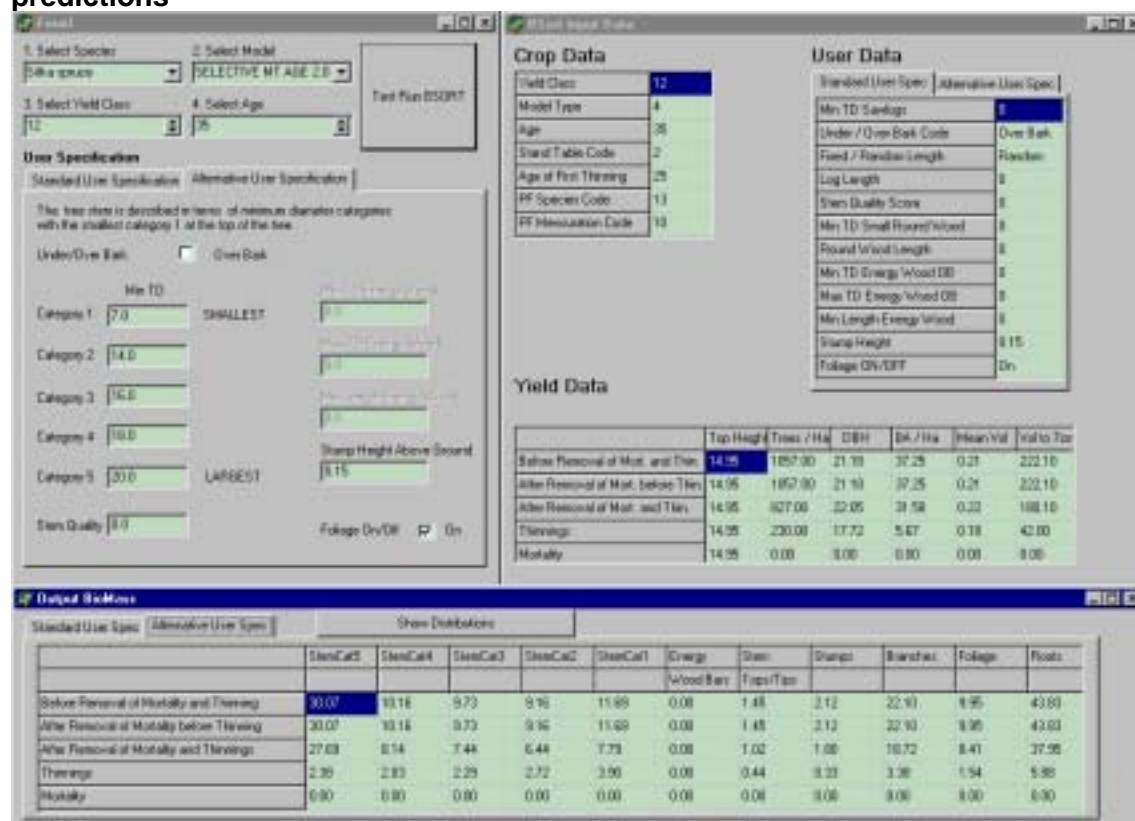 predictions
1. Select Species
2. Select Model
Sitka spruce
SELECTIVE MT AGE 2.0
3. Select Yield Class
4. Select Age
12
35
Test Run BSORT
User Specification
Standard User Specification
Alternative User Specification
The tree stem is described in terms of minimum diameter categories
with the smallest category 1 at the top of the tree
Under/Over Bark
Over Bark
Min TD
Category 1
7.0
SMALLEST
Category 2
14.0
Category 3
16.0
Category 4
18.0
Category 5
20.0
LARGEST
Stump Height Above Ground
0.15
Stem Quality
Foliage On/Off
On
BSort Input Data
Crop Data
Yield Class 12
Model Type 4
Age 35
Stand Table Code 2
Age of First Thinning 25
PF Species Code 13
PF Mensuration Code 10
User Data
Standard User Spec
Alternative User Spec
Min TD Sawlogs
Under / Over Bark Code Over Bark
Fixed / Random Length Random
Log Length
Stem Quality Score
Min TD Small Round Wood
Round Wood Length
Min TD Energy Wood OB
Max TD Energy Wood OB
Min Length Energy Wood
Stump Height 0.15
Foliage ON/OFF On
Yield Data
Top Height Trees / Ha DBH BA / Ha Mean Vol Vol to 7cm
Before Removal of Mort. and Thin. 14.95 1057.00 21.18 37.25 0.21 222.10
After Removal of Mort. before Thin. 14.95 1057.00 21.18 37.25 0.21 222.10
After Removal of Mort. and Thin. 14.95 827.00 22.05 31.58 0.22 180.10
Thinnings 14.95 230.00 17.72 5.67 0.18 42.00
Mortality 14.95 0.00 0.00 0.00 0.00 0.00
Output BioMass
Standard User Spec
Alternative User Spec
Show Distributions
StemCat5 StemCat4 StemCat3 StemCat2 StemCat1 Energy Stem Stumps Branches Foliage Roots
Wood Bars Tops/Tips
Before Removal of Mortality and Thinning 30.07 10.16 9.73 9.16 11.69 0.00 1.45 2.12 22.10 9.95 43.83
After Removal of Mortality before Thinning 30.07 10.16 9.73 9.16 11.69 0.00 1.45 2.12 22.10 9.95 43.83
After Removal of Mortality and Thinnings 27.69 8.14 7.44 6.44 7.79 0.00 1.02 18.72 8.41 37.95
Thinnings 2.39 2.29 2.72 3.90 0.00 0.44 0.33 3.38 1.54 5.88
Mortality 0.00 0.00 0.00 0.00 0.00 0.00 0.00 0.00 0.00 0.00 0.00